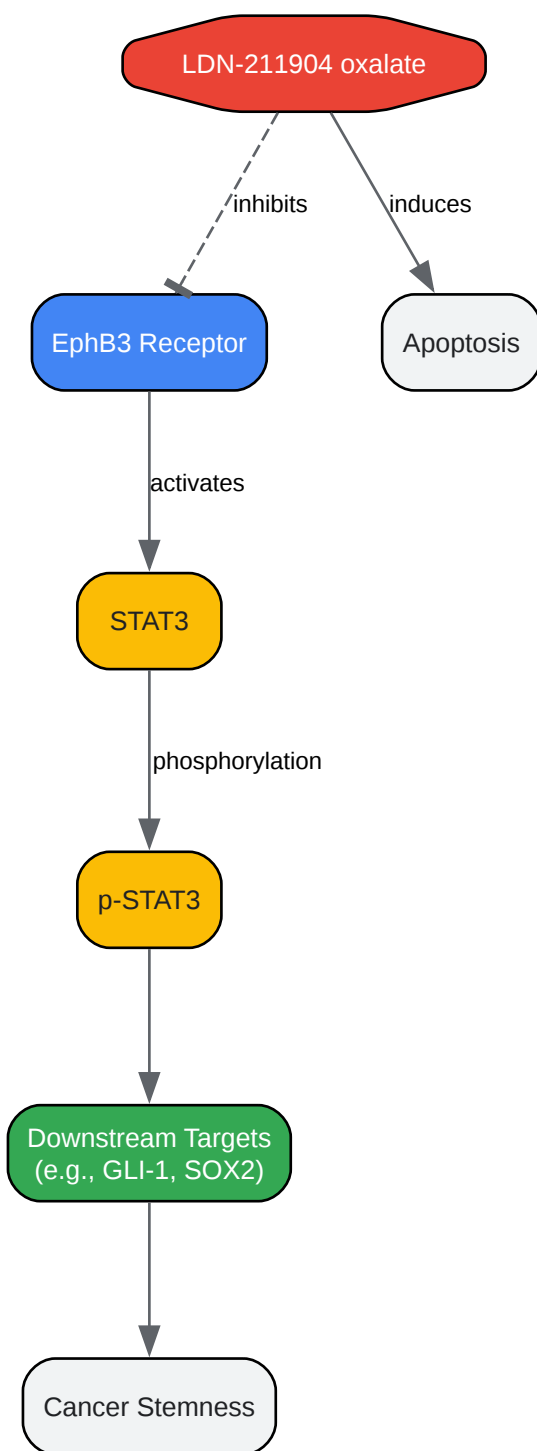 LDN-211904 oxalate
inhibits
induces
EphB3 Receptor
Apoptosis
activates
STAT3
phosphorylation
p-STAT3
Downstream Targets
(e.g., GLI-1, SOX2)
Cancer Stemness